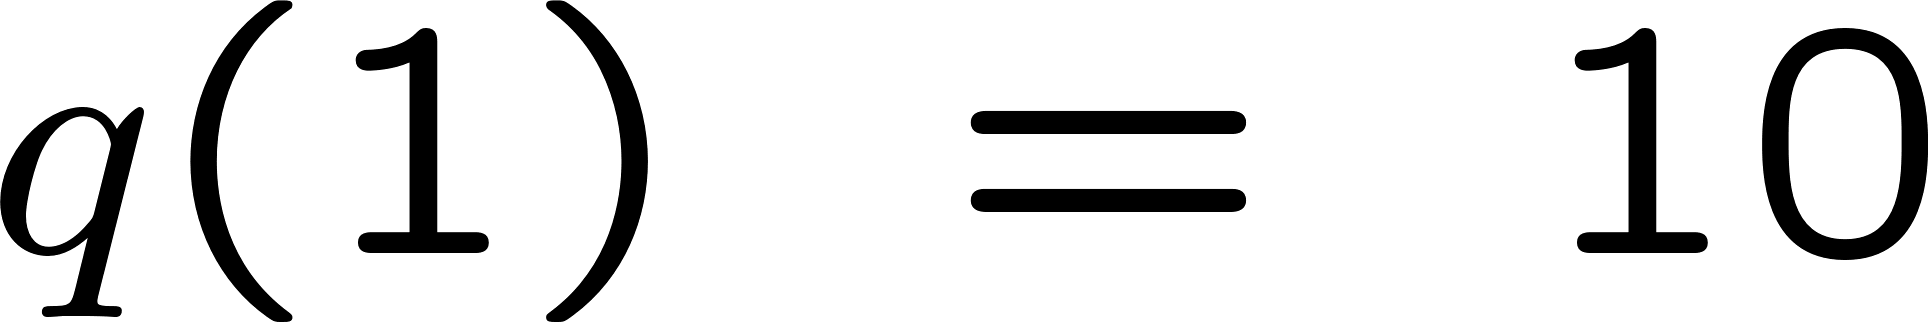 q(1) = 10